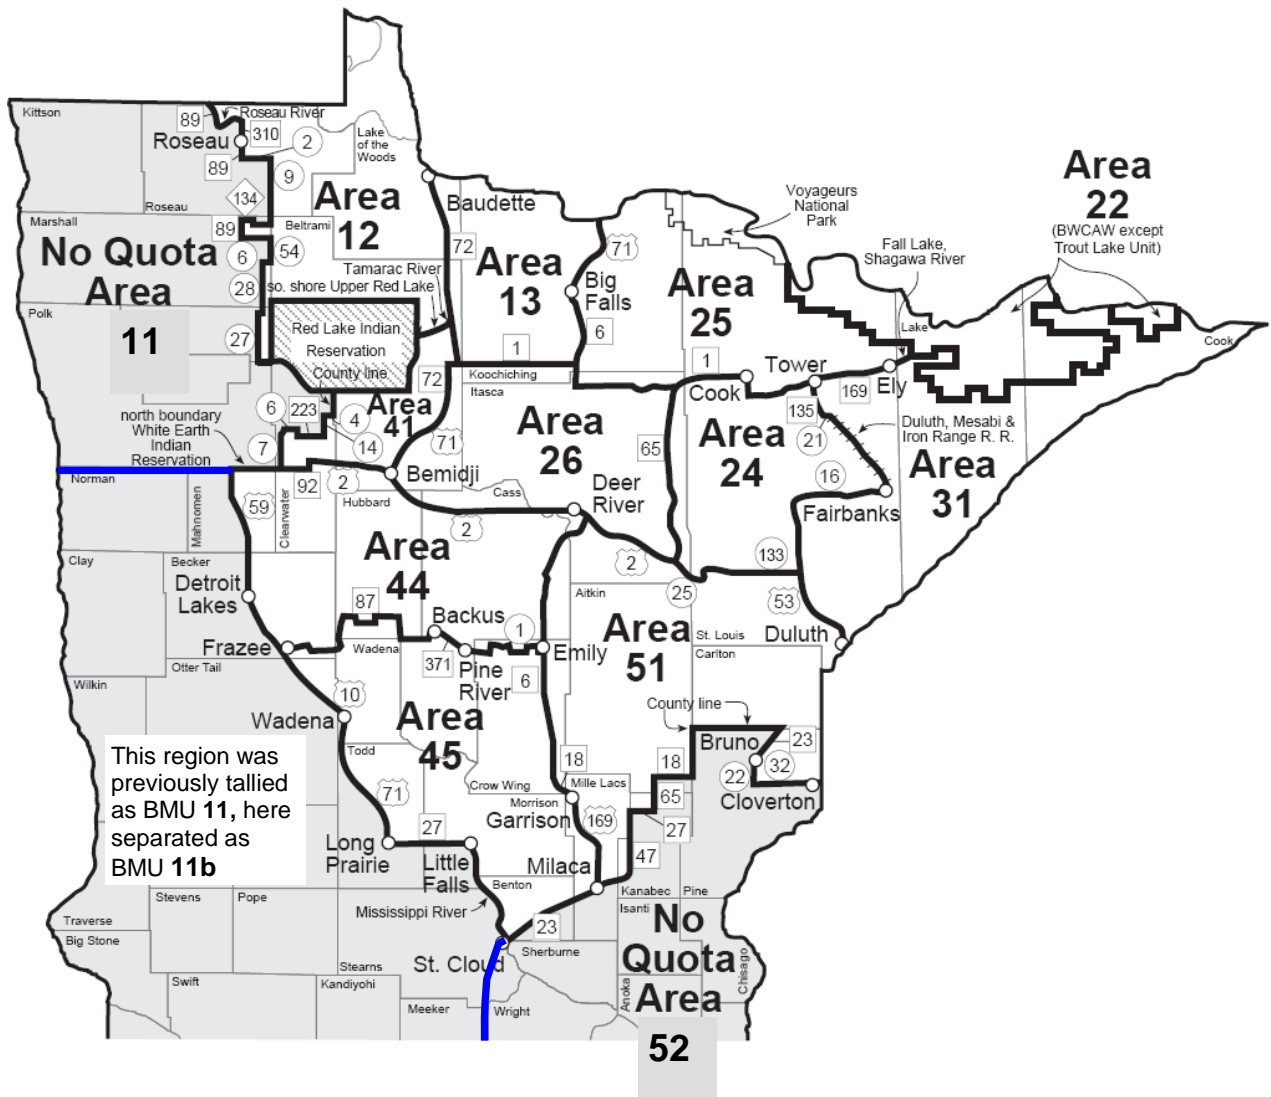 Kittson
89
Roseau River
Roseau
310
2
89
9
134
Roseau
Lake
of the
Woods
Marshall
89
Beltrami
Area
12
Baudette
No Quota
Area
11
6
54
28
Tamarac River
so. shore Upper Red Lake
72
Area
13
71
Big
Falls
6
1
Voyageurs
National
Park
Area
25
Fall Lake,
Shagawa River
Area
22
(BWCAW except
Trout Lake Unit)
Lake
Cook
Polk
27
Red Lake Indian
Reservation
County line
72
Koochiching
Itasca
1
Tower
Cook
169
Ely
135
21
Duluth, Mesabi &
Iron Range R. R.
north boundary
White Earth
Indian
Reservation
6
223
4
14
7
Area
41
71
Bemidji
Area
26
65
Area
24
16
Area
31
Fairbanks
Norman
Mahnomen
59
Clearwater
92
2
Hubbard
Cass
2
Deer
River
2
133
25
53
Clay
Becker
Detroit
Lakes
Area
44
Aitkin
87
Backus
1
Frazee
Wadena
371
Pine
River
6
Emily
Area
51
St. Louis
Duluth
Carlton
Otter Tail
Wilkin
10
Wadena
Area
45
County line
Bruno
23
32
22
Cloverton
This region was
previously tallied
as BMU 11, here
separated as
BMU 11b
Todd
71
Crow Wing
18
Mille Lacs
18
65
Morrison
Garrison
169
27
27
Long
Prairie
Little
Falls
Milaca
47
Benton
Kanabec
Pine
Isanti
Stevens
Pope
Mississippi River
23
Traverse
Big Stone
St. Cloud
Sherburne
No
Quota
Area
52
Chisago
Anoka
Swift
Stearns
Kandiyohi
Meeker
Wright